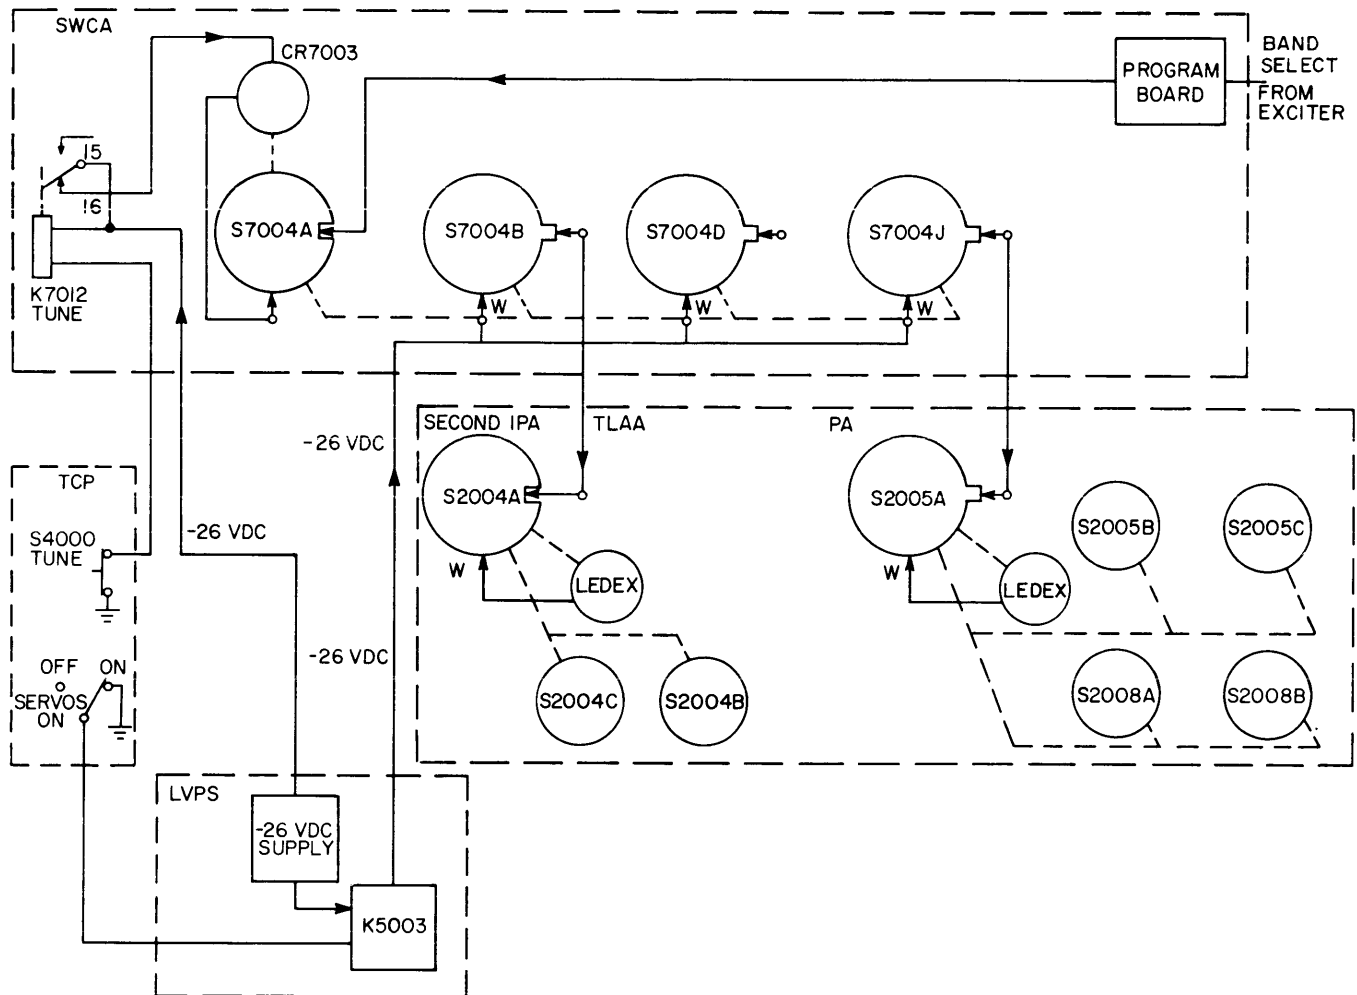 SWCA
CR7003
PROGRAM
BOARD
BAND
SELECT
FROM
EXCITER
15
16
K7012
TUNE
S7004A
S7004B
S7004D
S7004J
W
W
W
-26 VDC
SECOND IPA
TLAA
PA
TCP
S4000
TUNE
-26 VDC
S2004A
W
LEDEX
S2004C
S2004B
S2005A
W
LEDEX
S2005B
S2005C
S2008A
S2008B
OFF
ON
SERVOS
ON
-26 VDC
LVPS
-26 VDC
SUPPLY
K5003